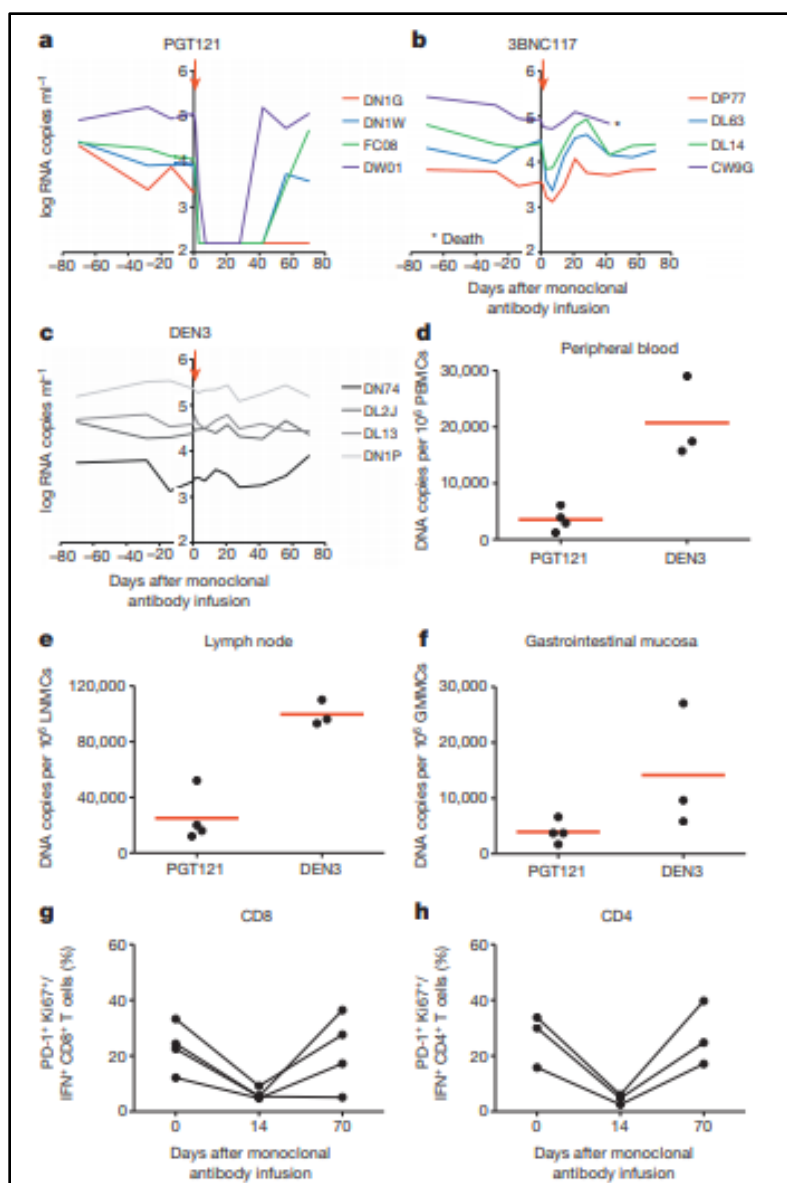 a
PGT121
log RNA copies ml⁻¹
6
5
4
3
2
−80 −60 −40 −20 0 20 40 60 80
DN1G
DN1W
FC08
DW01
b
3BNC117
6
5
4
3
2
* Death
*
−80 −60 −40 −20 0 20 40 60 80
Days after monoclonal
antibody infusion
DP77
DL63
DL14
CW9G
c
DEN3
log RNA copies ml⁻¹
6
5
4
3
2
−80 −60 −40 −20 0 20 40 60 80
Days after monoclonal
antibody infusion
DN74
DL2J
DL13
DN1P
d
Peripheral blood
DNA copies per 10⁶ PBMCs
30,000
20,000
10,000
0
PGT121 DEN3
e
Lymph node
DNA copies per 10⁶ LNMCs
120,000
80,000
40,000
0
PGT121 DEN3
f
Gastrointestinal mucosa
DNA copies per 10⁶ GMMCs
30,000
20,000
10,000
0
PGT121 DEN3
g
CD8
PD-1⁺ Ki67⁺/
IFN⁺ CD8⁺ T cells (%)
60
40
20
0
0 14 70
Days after monoclonal
antibody infusion
h
CD4
PD-1⁺ Ki67⁺/
IFN⁺ CD4⁺ T cells (%)
60
40
20
0
0 14 70
Days after monoclonal
antibody infusion